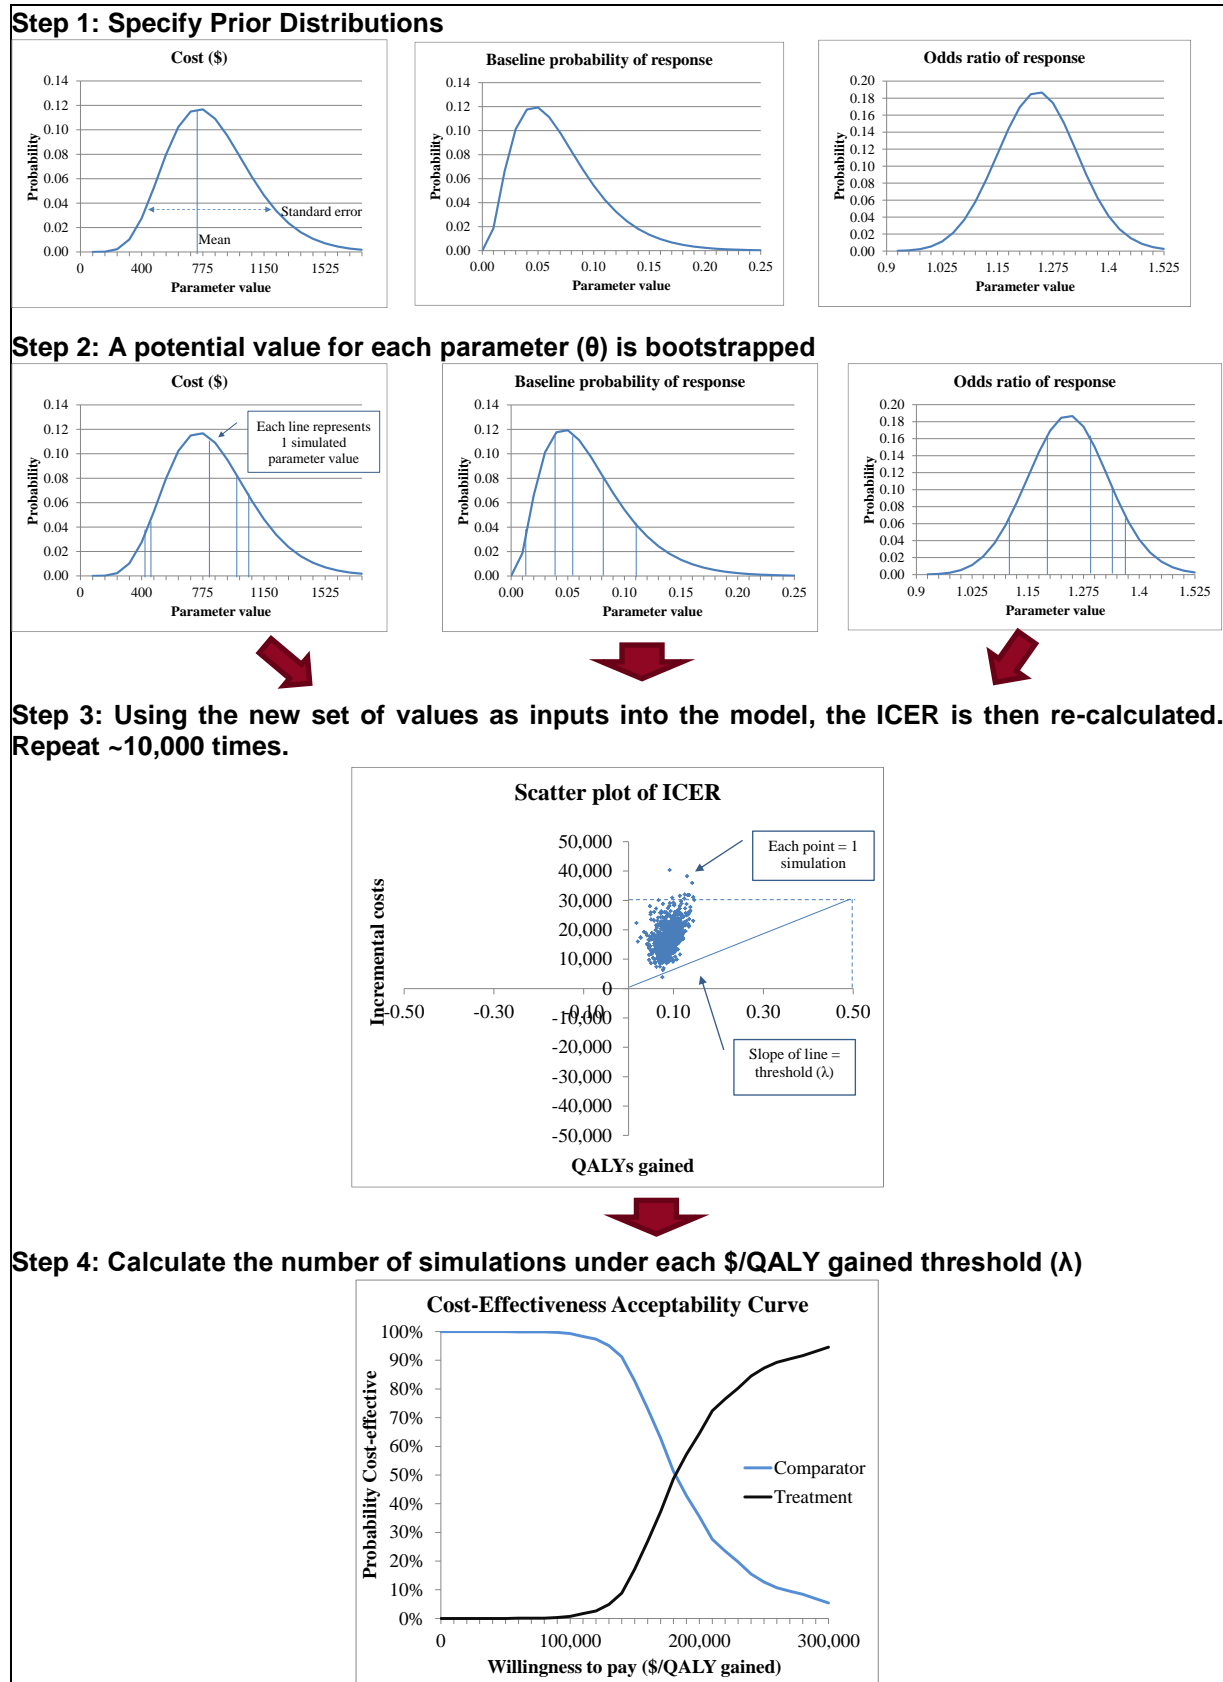 Step 1: Specify Prior Distributions
Cost ($)
0.14
0.12
0.10
0.08
0.06
0.04
0.02
0.00
Probability
Standard error
Mean
0 400 775 1150 1525
Parameter value
Baseline probability of response
0.14
0.12
0.10
0.08
0.06
0.04
0.02
0.00
Probability
0.00 0.05 0.10 0.15 0.20 0.25
Parameter value
Odds ratio of response
0.20
0.18
0.16
0.14
0.12
0.10
0.08
0.06
0.04
0.02
0.00
Probability
0.9 1.025 1.15 1.275 1.4 1.525
Parameter value
Step 2: A potential value for each parameter (θ) is bootstrapped
Cost ($)
0.14
0.12
0.10
0.08
0.06
0.04
0.02
0.00
Probability
Each line represents
1 simulated
parameter value
0 400 775 1150 1525
Parameter value
Baseline probability of response
0.14
0.12
0.10
0.08
0.06
0.04
0.02
0.00
Probability
0.00 0.05 0.10 0.15 0.20 0.25
Parameter value
Odds ratio of response
0.20
0.18
0.16
0.14
0.12
0.10
0.08
0.06
0.04
0.02
0.00
Probability
0.9 1.025 1.15 1.275 1.4 1.525
Parameter value
Step 3: Using the new set of values as inputs into the model, the ICER is then re-calculated.
Repeat ~10,000 times.
Scatter plot of ICER
50,000
40,000
30,000
20,000
10,000
0
-10,000
-20,000
-30,000
-40,000
-50,000
Incremental costs
Each point = 1
simulation
-0.50 -0.30 -0.10 0.10 0.30 0.50
Slope of line =
threshold (λ)
QALYs gained
Step 4: Calculate the number of simulations under each $/QALY gained threshold (λ)
Cost-Effectiveness Acceptability Curve
100%
90%
80%
70%
60%
50%
40%
30%
20%
10%
0%
Probability Cost-effective
Comparator
Treatment
0 100,000 200,000 300,000
Willingness to pay ($/QALY gained)